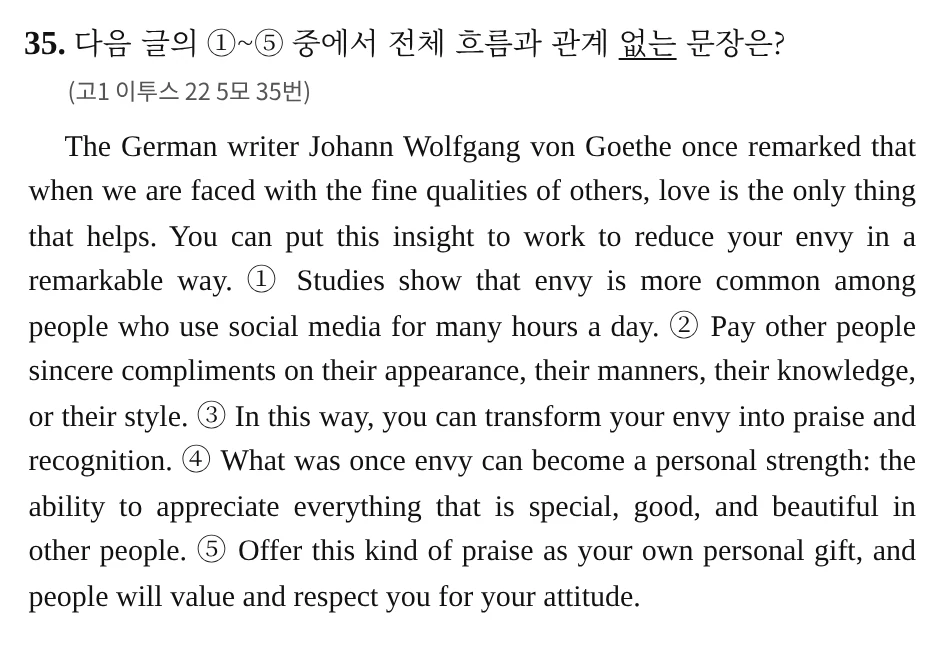 35. 다음 글의 ①~⑤ 중에서 전체 흐름과 관계 없는 문장은?
(고1 이투스 22 5모 35번)
The German writer Johann Wolfgang von Goethe once remarked that
when we are faced with the fine qualities of others, love is the only thing
that helps. You can put this insight to work to reduce your envy in a
remarkable way. ① Studies show that envy is more common among
people who use social media for many hours a day. ② Pay other people
sincere compliments on their appearance, their manners, their knowledge,
or their style. ③ In this way, you can transform your envy into praise and
recognition. ④ What was once envy can become a personal strength: the
ability to appreciate everything that is special, good, and beautiful in
other people. ⑤ Offer this kind of praise as your own personal gift, and
people will value and respect you for your attitude.